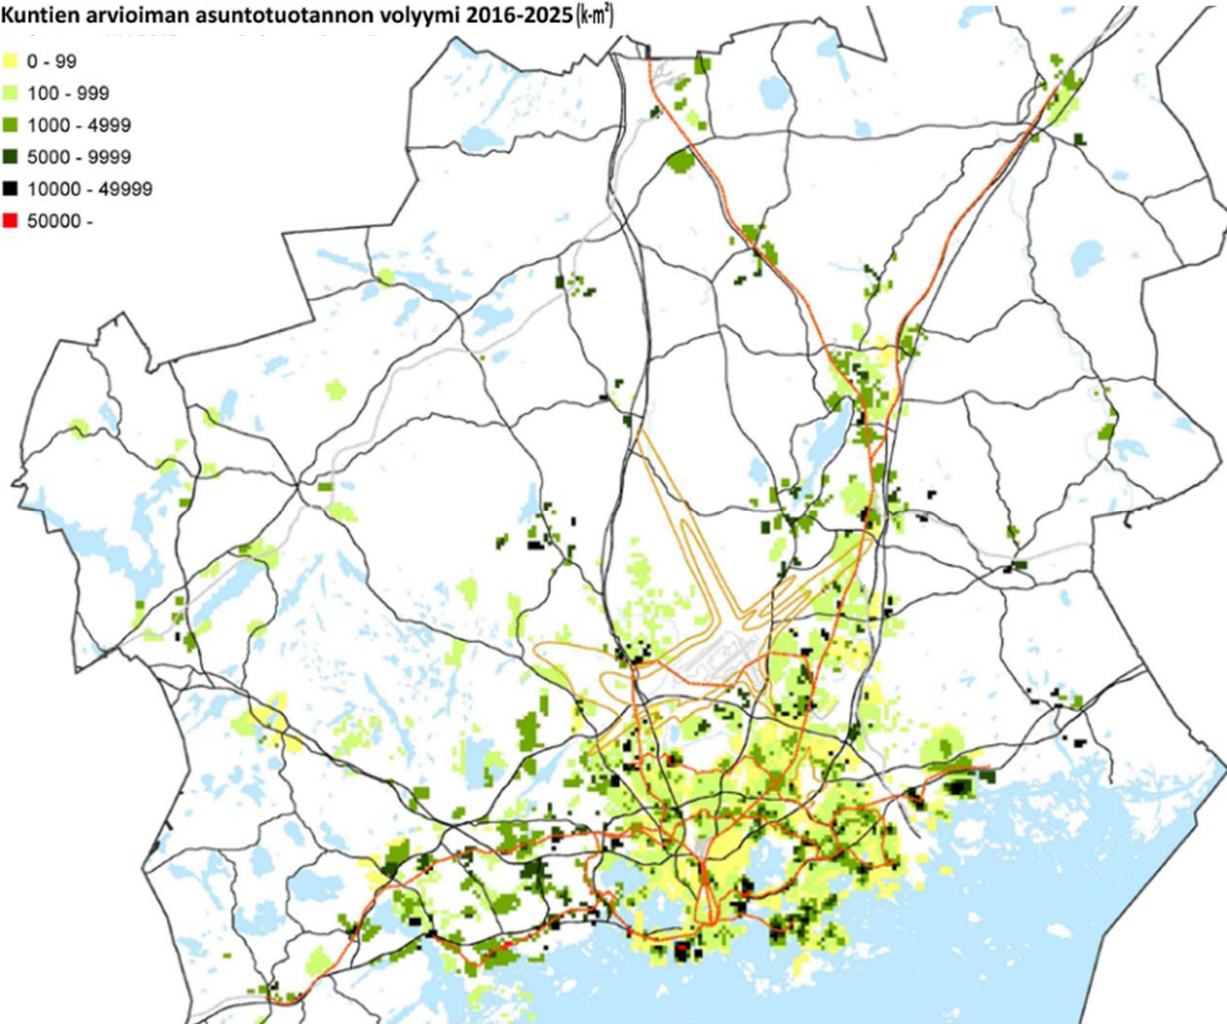 Kuntien arvioiman asuntotuotannon volyymi 2016-2025 (k-m²)
0 - 99
100 - 999
1000 - 4999
5000 - 9999
10000 - 49999
50000 -